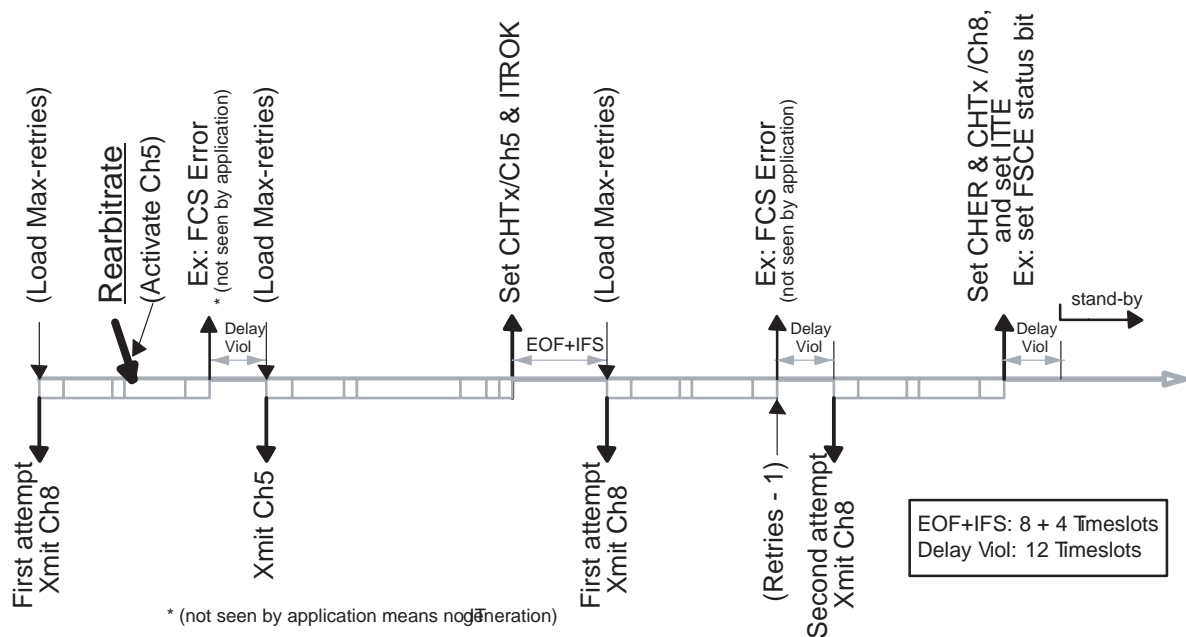 (Load Max-retries)
Rearbitrate
(Activate Ch5)
Ex: FCS Error
* (not seen by application)
(Load Max-retries)
Set CHTx/Ch5 & ITROK
(Load Max-retries)
Ex: FCS Error
(not seen by application)
Set CHER & CHTx /Ch8,
and set ITTE
Ex: set FSCE status bit
stand-by
Delay
Viol
EOF+IFS
Delay
Viol
Delay
Viol
First attempt
Xmit Ch8
Xmit Ch5
First attempt
Xmit Ch8
(Retries - 1)
Second attempt
Xmit Ch8
EOF+IFS: 8 + 4 Timeslots
Delay Viol: 12 Timeslots
* (not seen by application means no